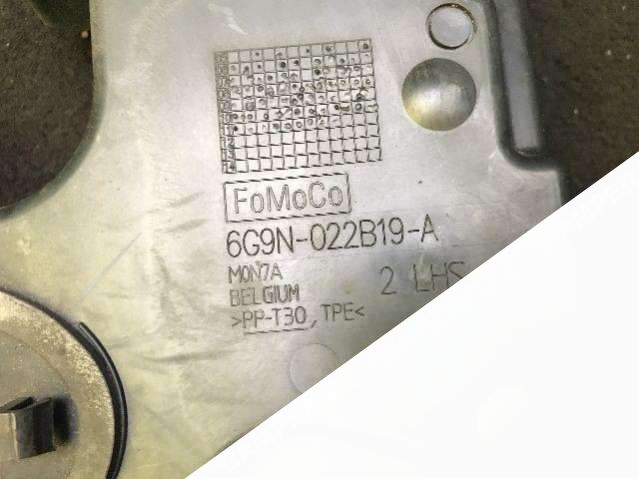 FoMoCo
6G9N-022B19-A
MON7A
BELGIUM
2 LHS
>PP-T30, TPE<